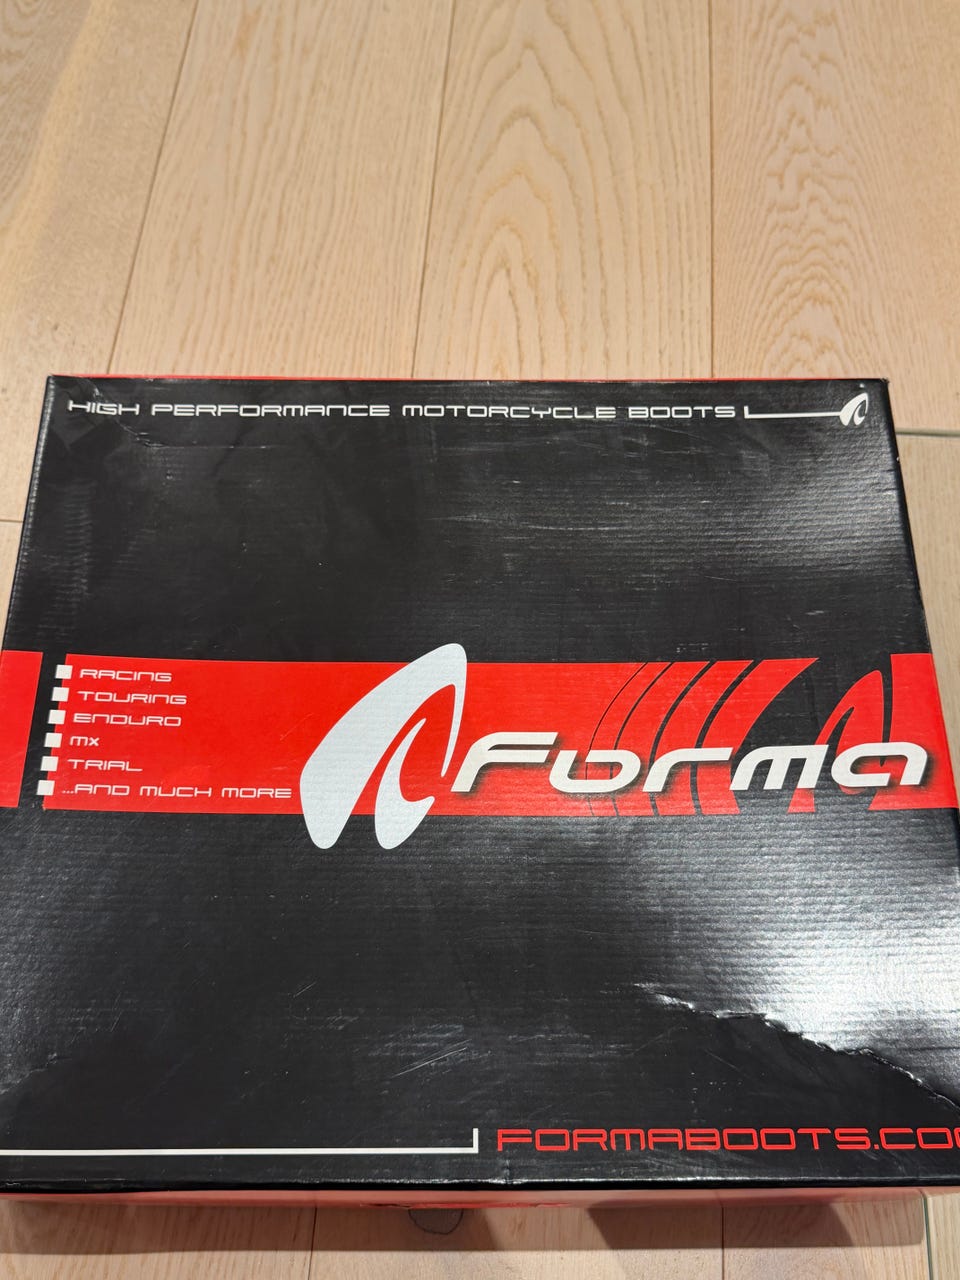 HIGH PERFORMANCE MOTORCYCLE BOOTS
RACING
TOURING
ENDURO
MX
TRIAL
...AND MUCH MORE
Forma
FORMABOOTS.CO